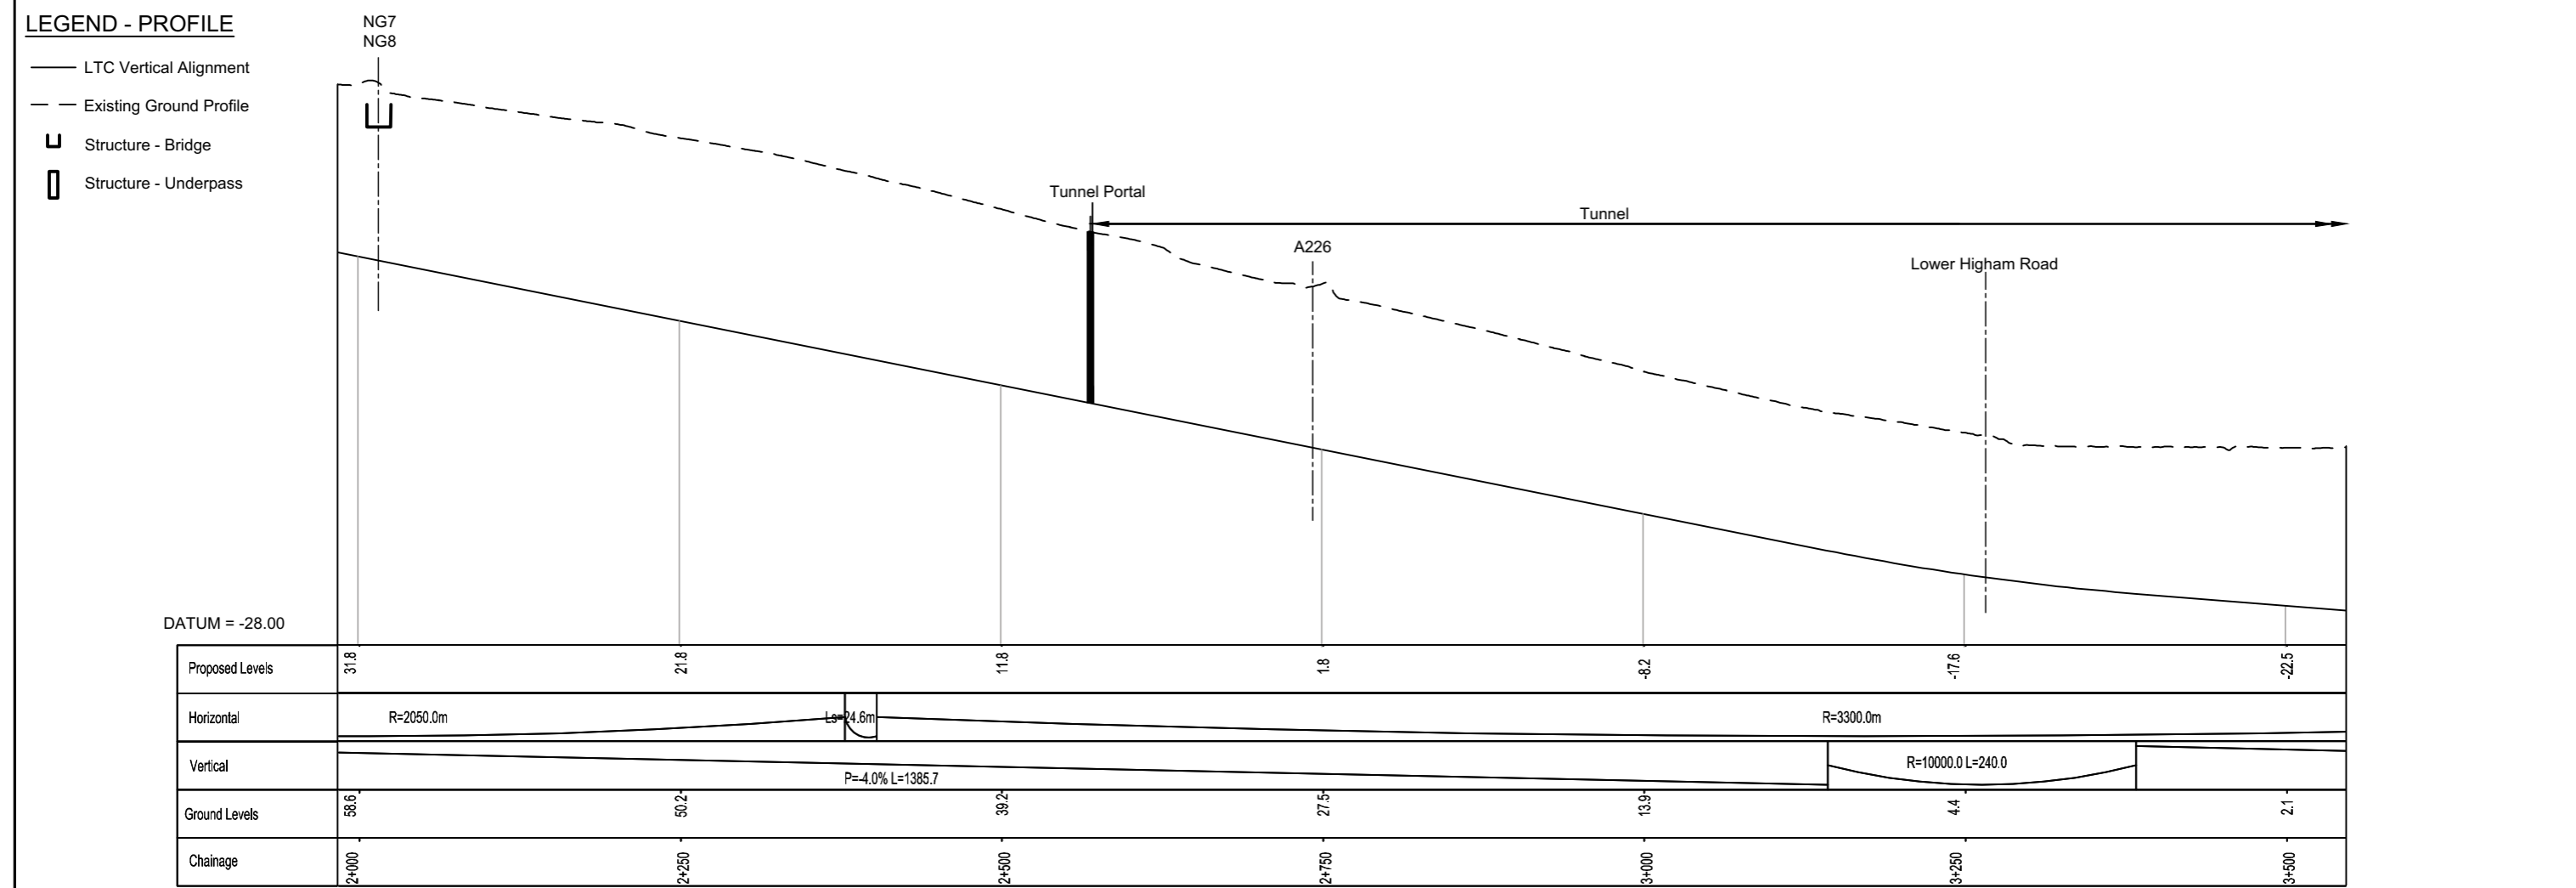 LEGEND - PROFILE
LTC Vertical Alignment
Existing Ground Profile
Structure - Bridge
Structure - Underpass
NG7
NG8
Tunnel Portal
Tunnel
A226
Lower Higham Road
DATUM = -28.00
Proposed Levels 31.8 21.8 11.8 1.8 -8.2 -17.6 -22.5
Horizontal R=2050.0m Ls=24.6m R=3300.0m
Vertical P=-4.0% L=1385.7 R=10000.0 L=240.0
Ground Levels 58.6 50.2 39.2 27.5 13.9 4.4 2.1
Chainage 2+000 2+250 2+500 2+750 3+000 3+250 3+500